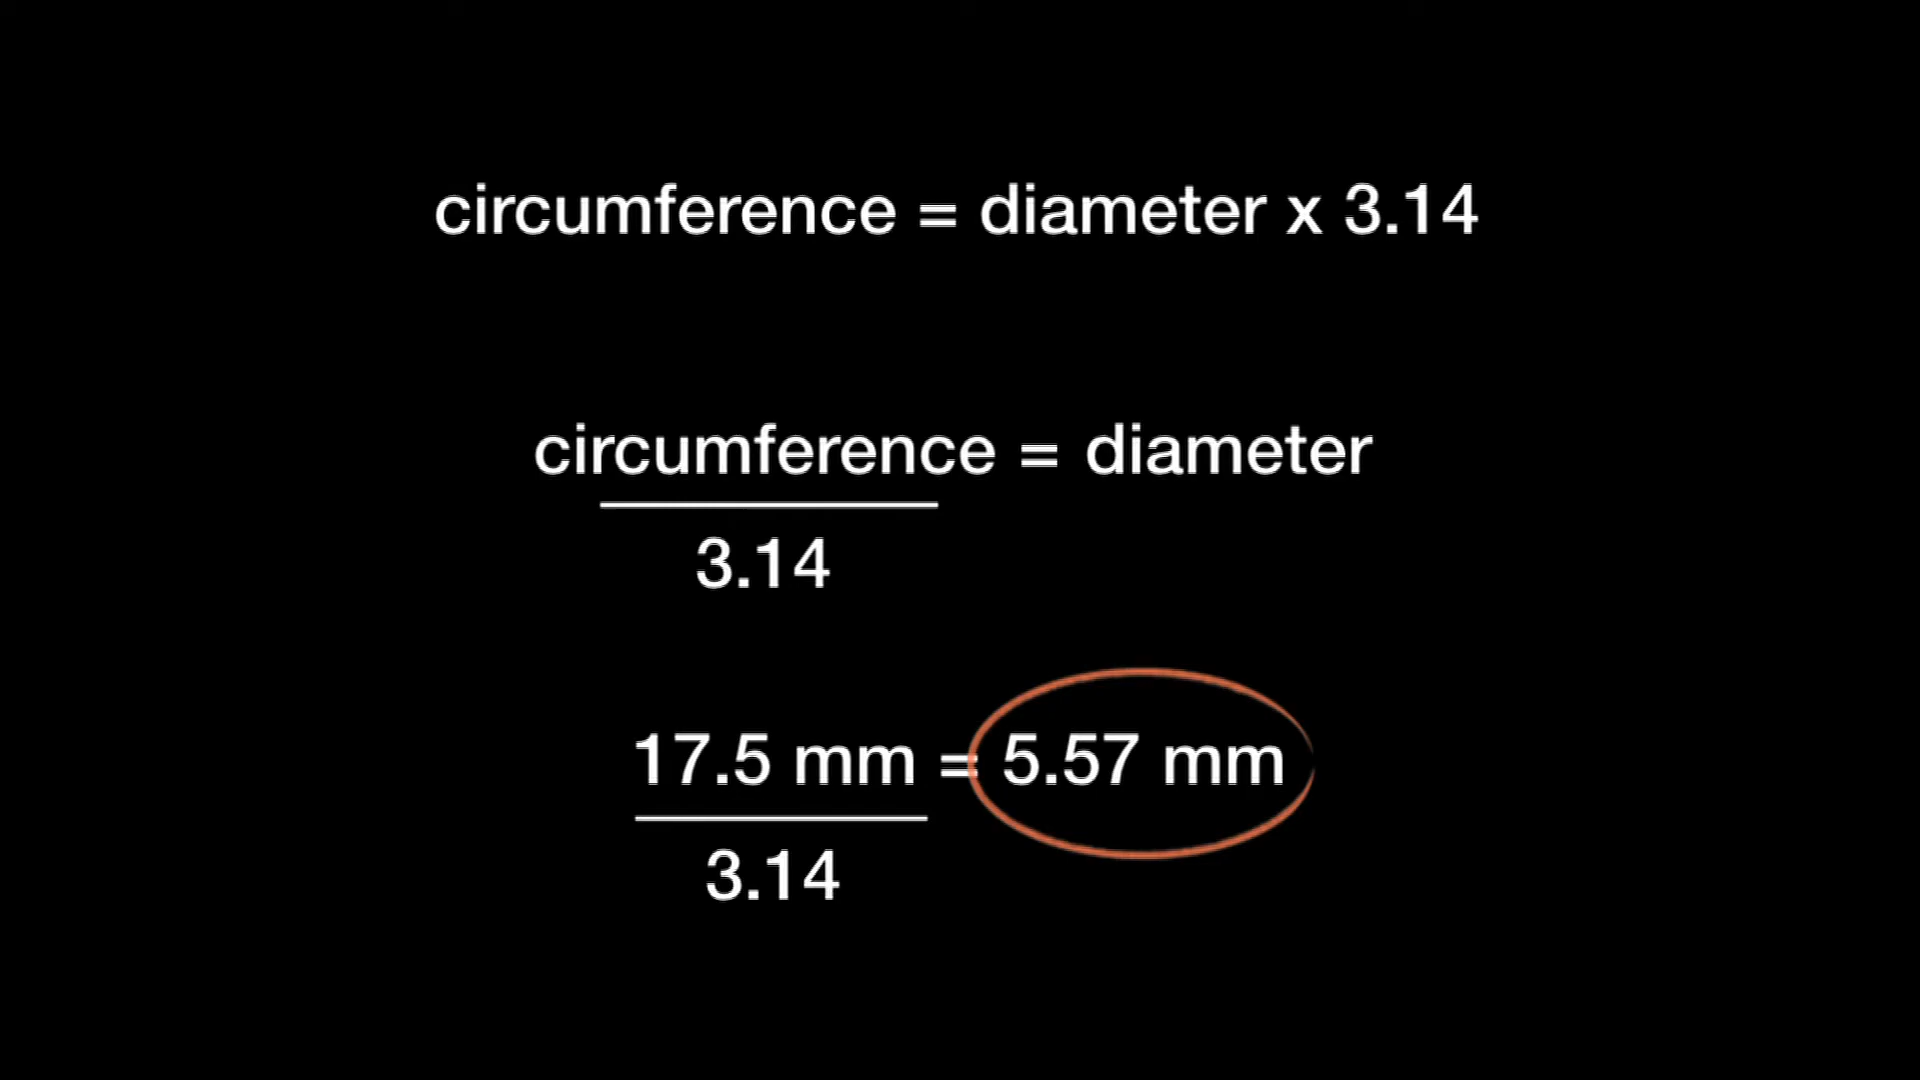 circumference = diameter x 3.14
circumference = diameter
3.14
17.5 mm = 5.57 mm
3.14